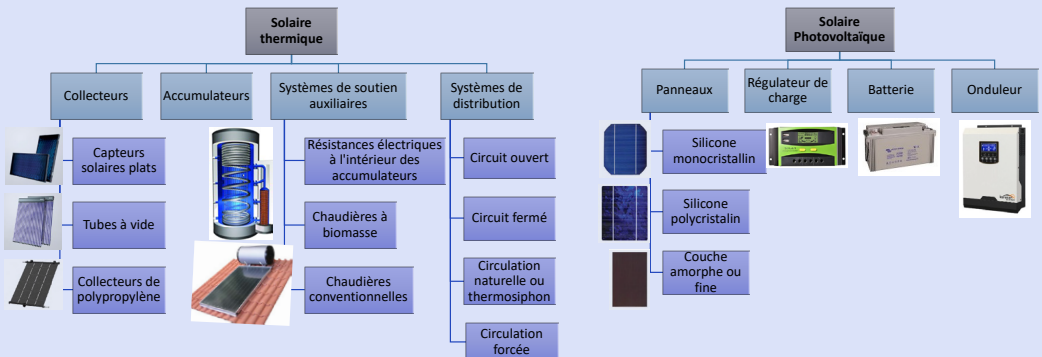 Solaire
thermique
Collecteurs
Capteurs
solaires plats
Tubes à vide
Collecteurs de
polypropylène
Accumulateurs
Systèmes de soutien
auxiliaires
Résistances électriques
à l'intérieur des
accumulateurs
Chaudières à
biomasse
Chaudières
conventionnelles
Systèmes de
distribution
Circuit ouvert
Circuit fermé
Circulation
naturelle ou
thermosiphon
Circulation
forcée
Solaire
Photovoltaïque
Panneaux
Silicone
monocristallin
Silicone
polycristalin
Couche
amorphe ou
fine
Régulateur de
charge
Batterie
Onduleur